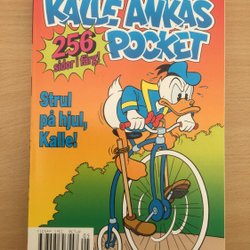 KALLE ANKAS
POCKET
256
sidor i färg!
Strul
på hjul,
Kalle!